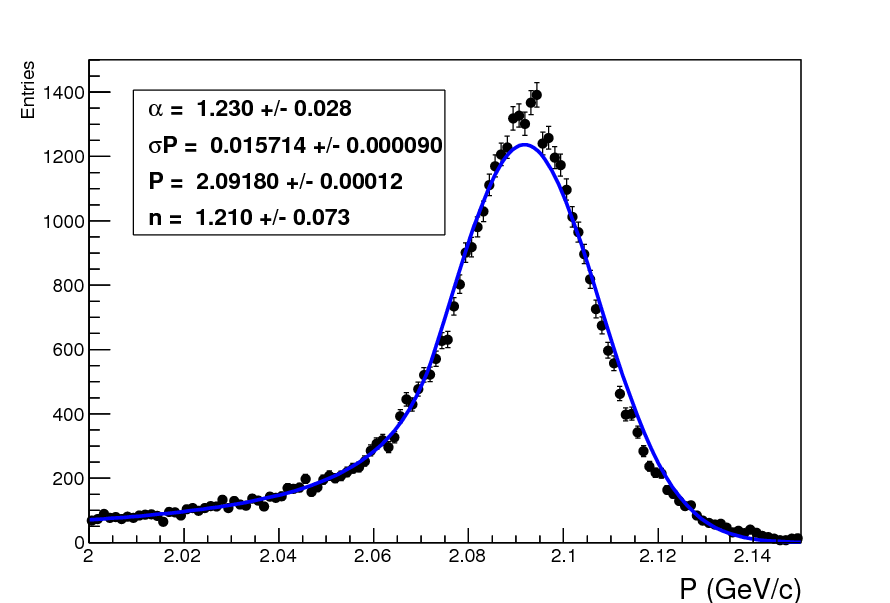 Entries
1400
1200
1000
800
600
400
200
0
α = 1.230 +/- 0.028
σP = 0.015714 +/- 0.000090
P = 2.09180 +/- 0.00012
n = 1.210 +/- 0.073
2 2.02 2.04 2.06 2.08 2.1 2.12 2.14
P (GeV/c)